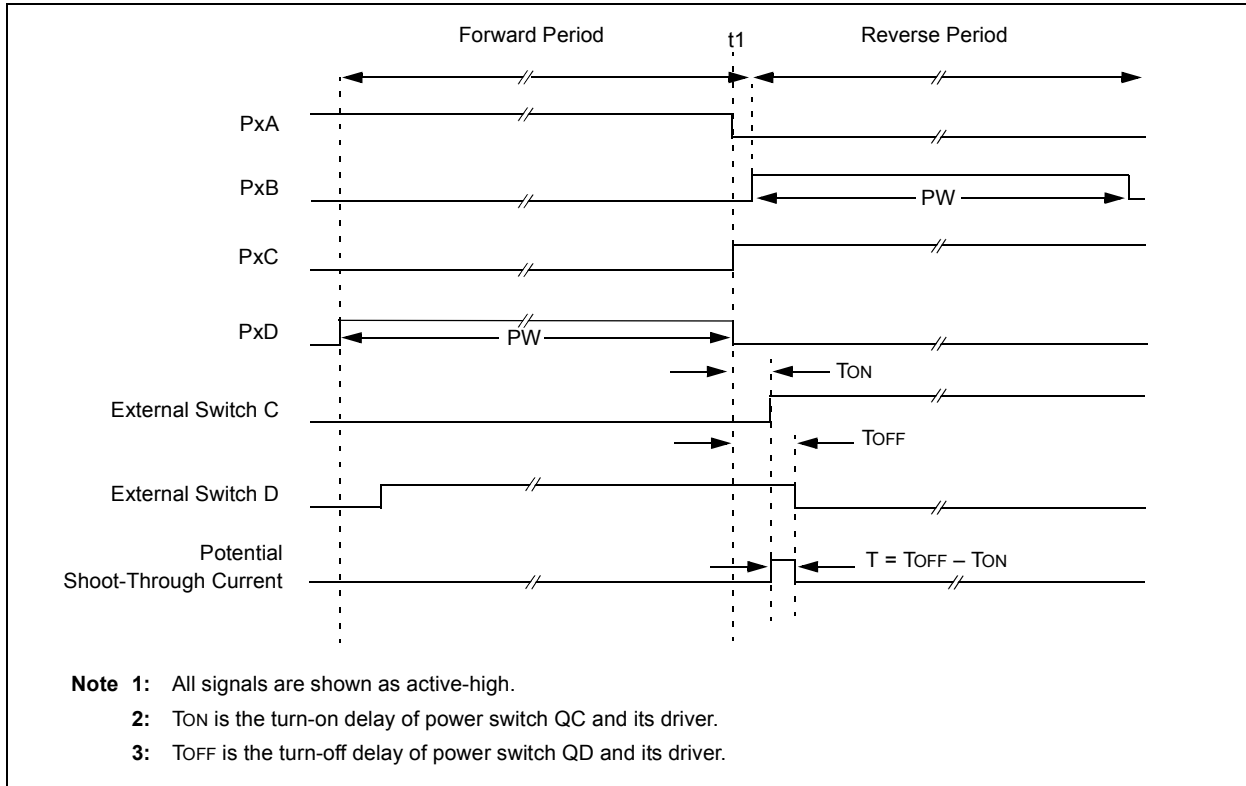 Forward Period
t1
Reverse Period
PxA
PxB
PW
PxC
PxD
PW
TON
External Switch C
TOFF
External Switch D
Potential
Shoot-Through Current
T = TOFF – TON
Note 1: All signals are shown as active-high.
2: TON is the turn-on delay of power switch QC and its driver.
3: TOFF is the turn-off delay of power switch QD and its driver.